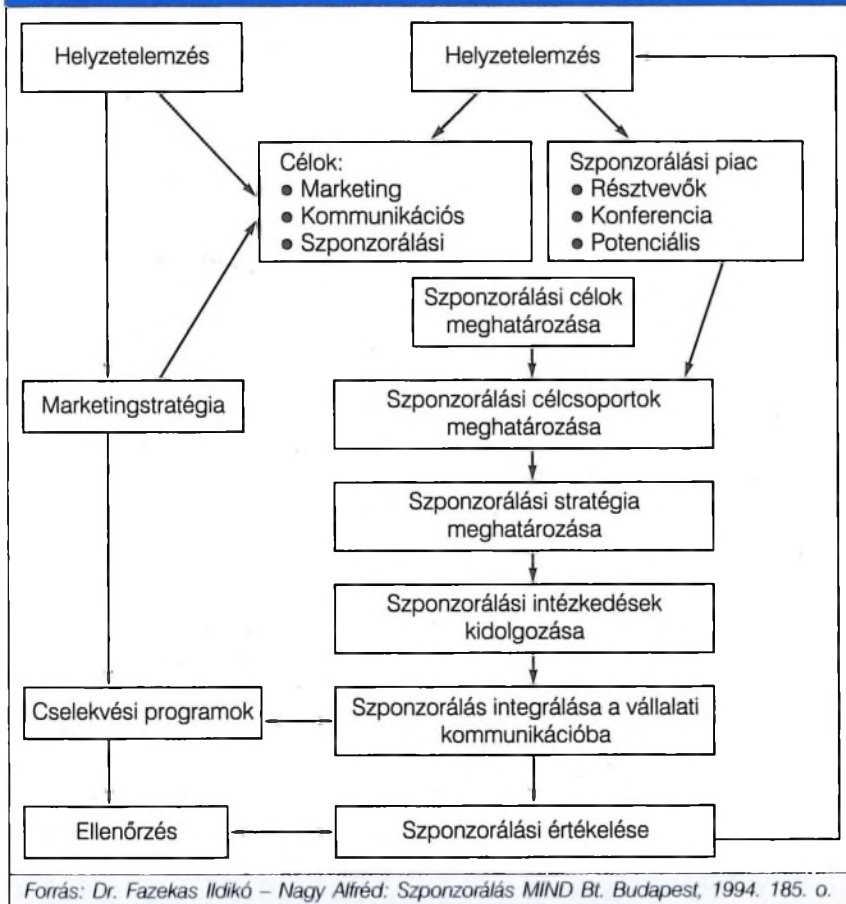 Helyzetelemzés
Helyzetelemzés
Célok:
● Marketing
● Kommunikációs
● Szponzorálási
Szponzorálási piac
● Résztvevők
● Konferencia
● Potenciális
Szponzorálási célok
meghatározása
Marketingstratégia
Szponzorálási célcsoportok
meghatározása
Szponzorálási stratégia
meghatározása
Szponzorálási intézkedések
kidolgozása
Cselekvési programok
Szponzorálás integrálása a vállalati
kommunikációba
Ellenőrzés
Szponzorálási értékelése
Forrás: Dr. Fazekas Ildikó – Nagy Alfréd: Szponzorálás MIND Bt. Budapest, 1994. 185. o.